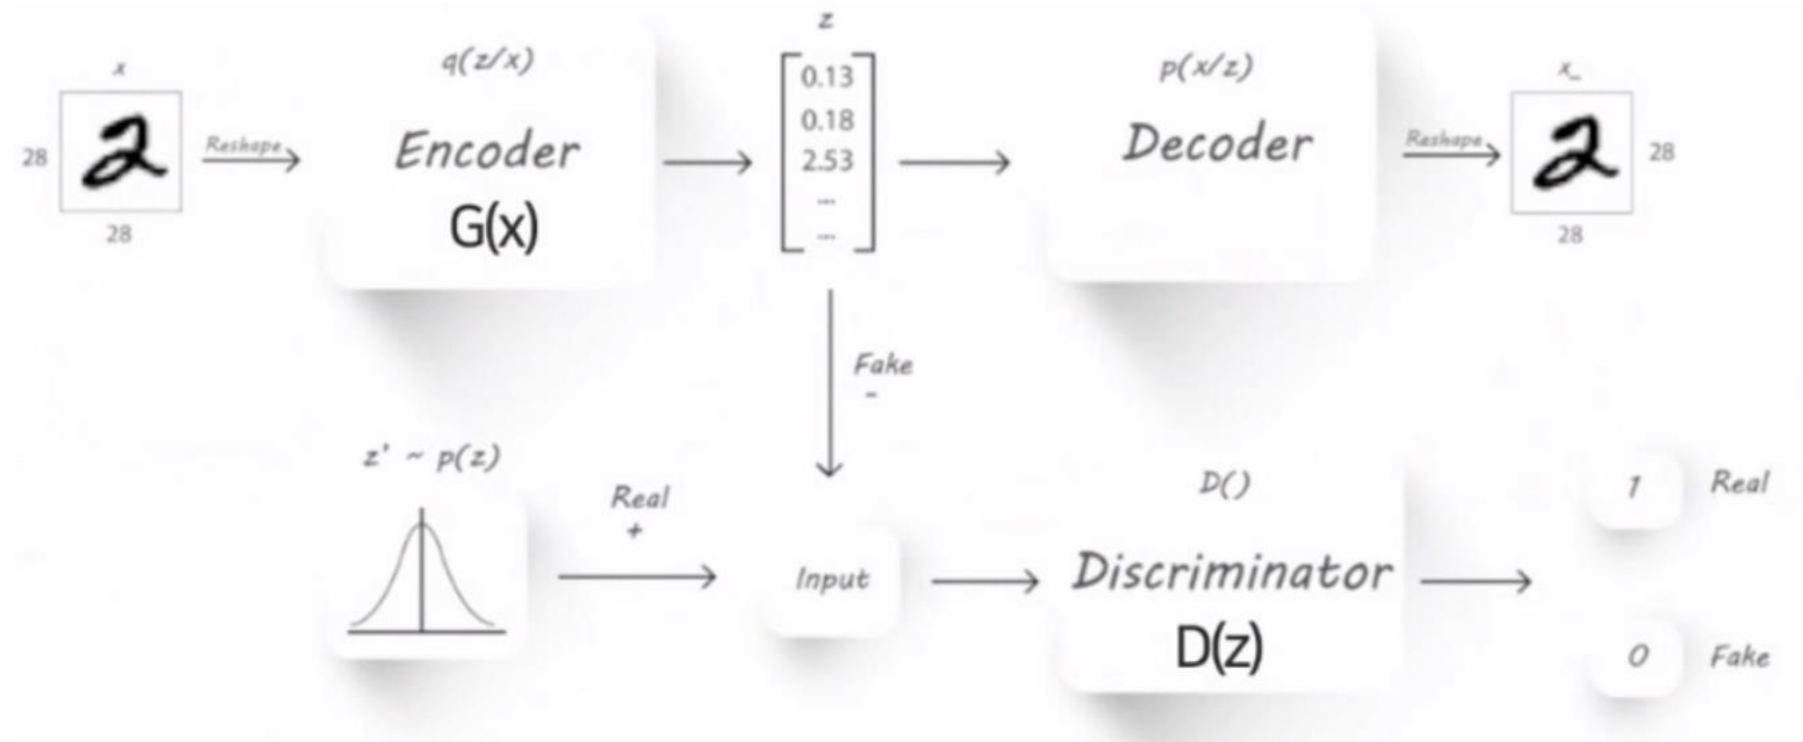 x
28
28
Reshape
q(z/x)
Encoder
G(x)
z
0.13
0.18
2.53
...
...
p(x/z)
Decoder
Reshape
x_
28
28
Fake
-
z' ~ p(z)
Real
+
Input
D()
Discriminator
D(z)
1 Real
0 Fake